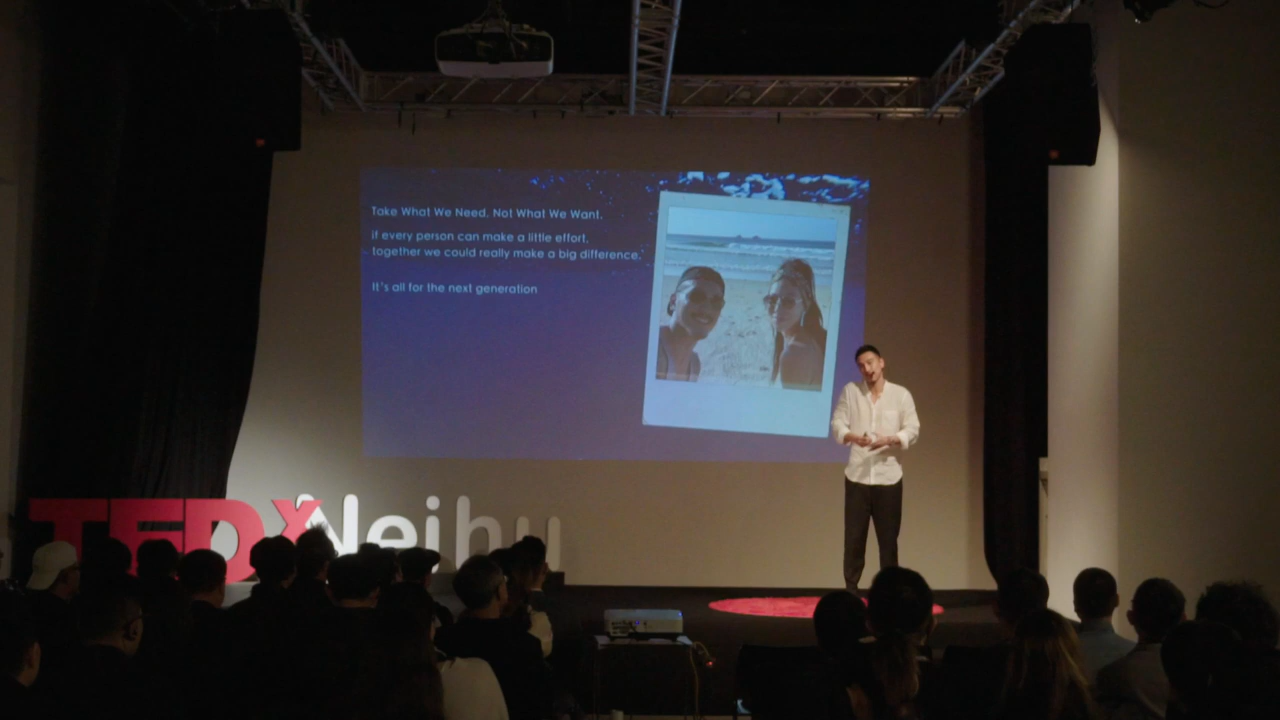 Take What We Need. Not What We Want.
if every person can make a little effort,
together we could really make a big difference.
It's all for the next generation
TEDxNeihu